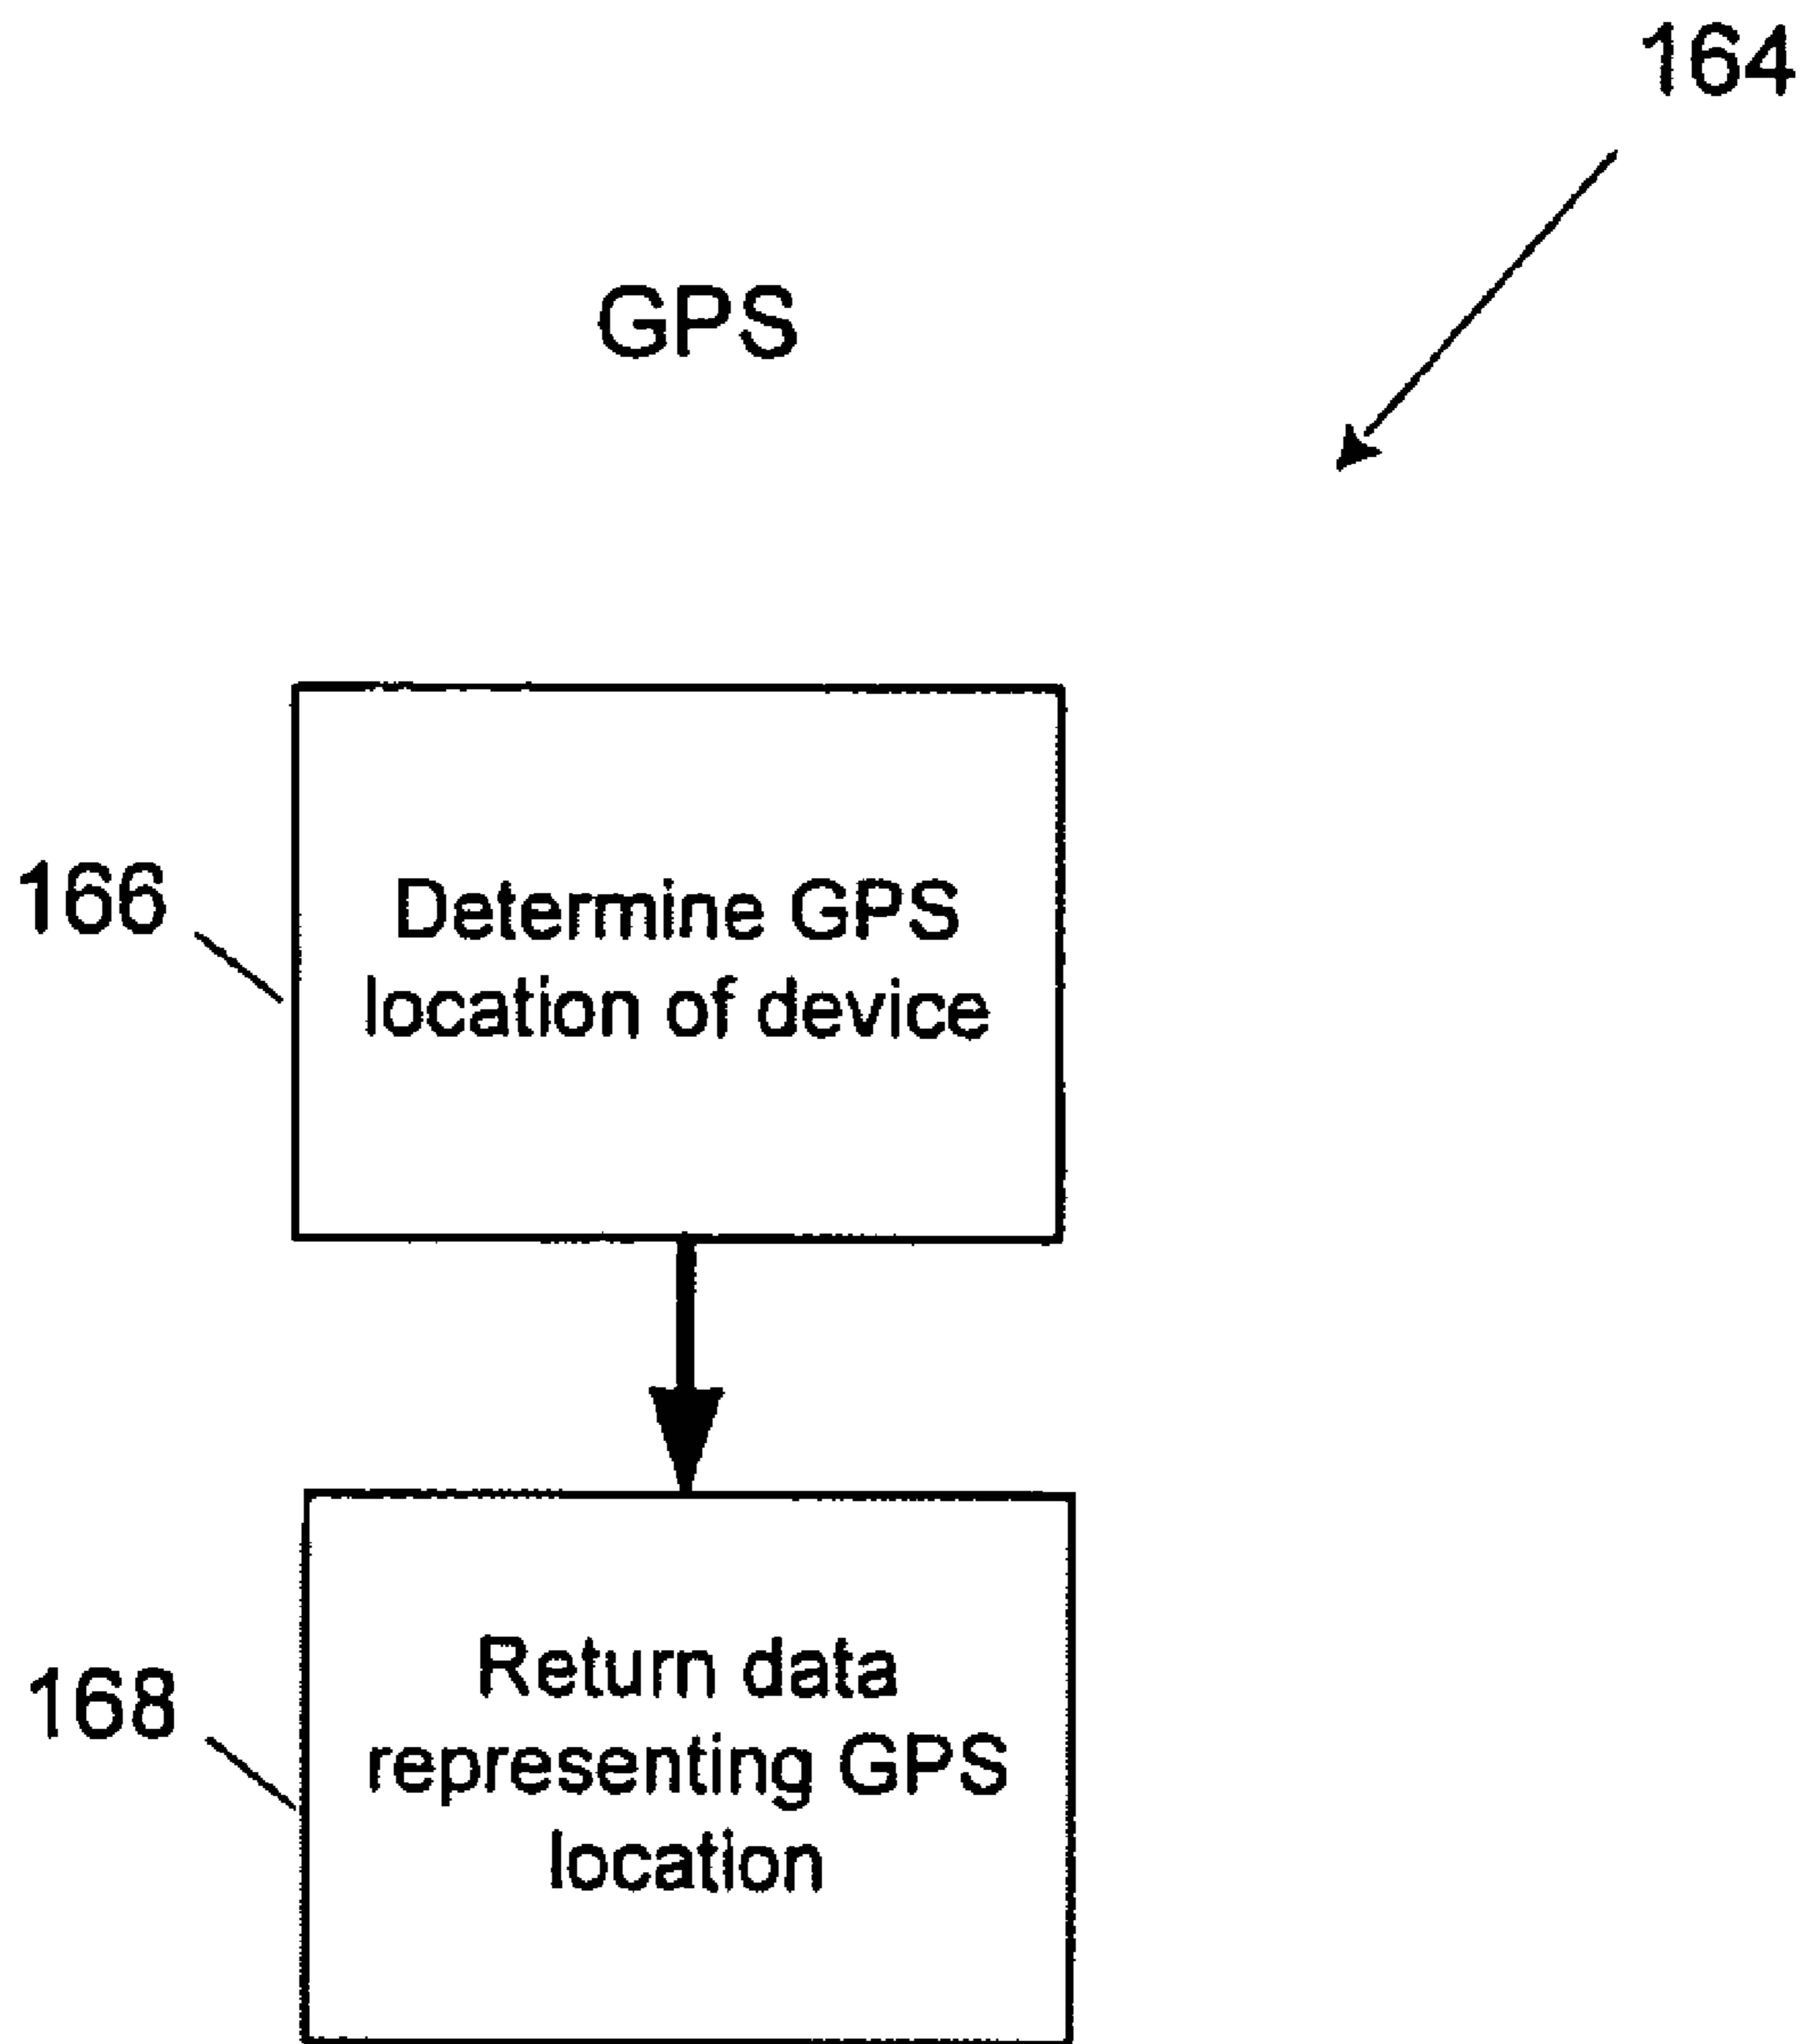 164
GPS
166
Determine GPS
location of device
168
Return data
representing GPS
location